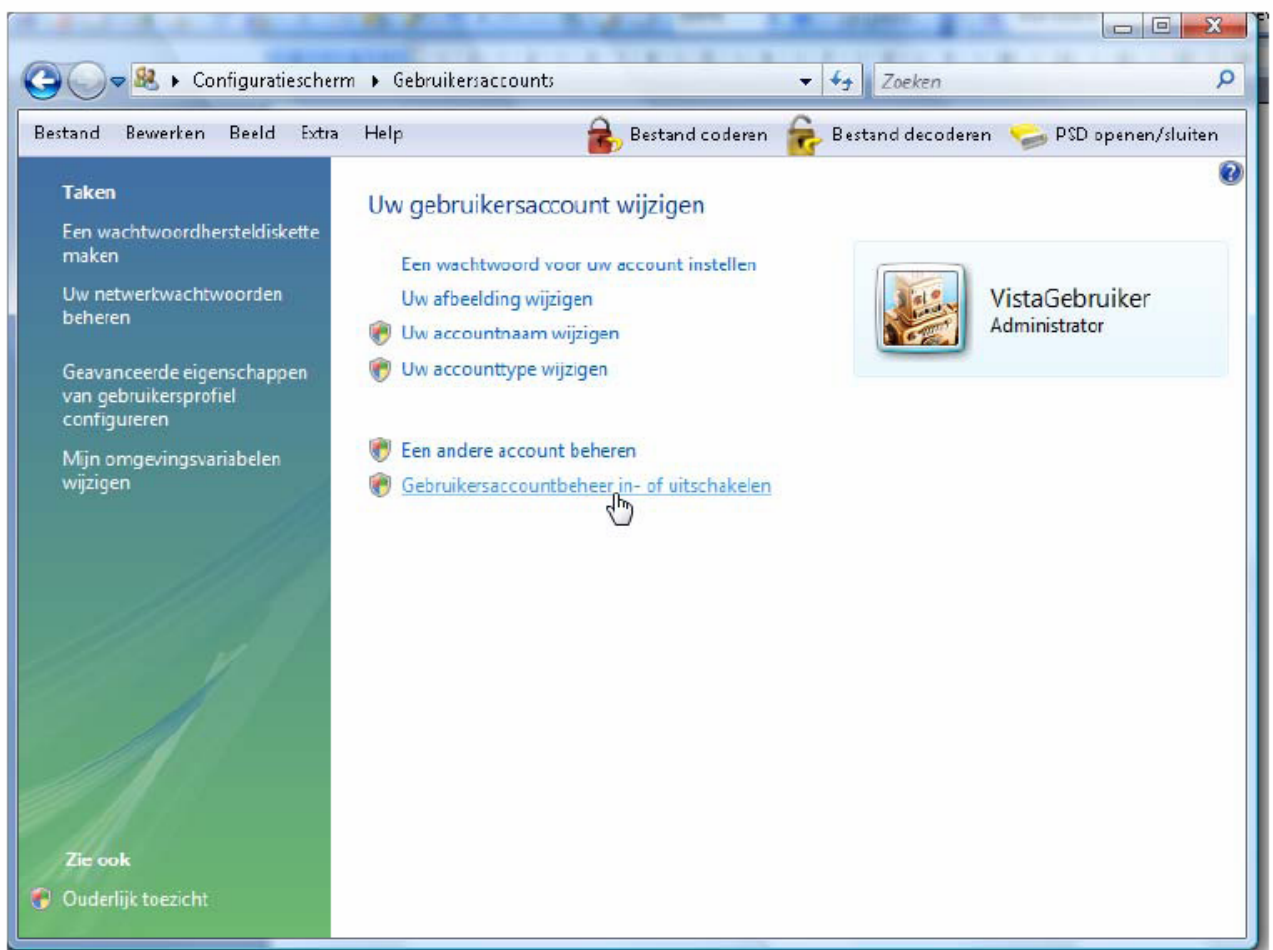 Configuratiescherm
Gebruikersaccounts
Zoeken
Bestand
Bewerken
Beeld
Extra
Help
Bestand coderen
Bestand decoderen
PSD openen/sluiten
Taken
Een wachtwoordhersteldiskette
maken
Uw netwerkwachtwoorden
beheren
Geavanceerde eigenschappen
van gebruikersprofiel
configureren
Mijn omgevingsvariabelen
wijzigen
Uw gebruikersaccount wijzigen
Een wachtwoord voor uw account instellen
Uw afbeelding wijzigen
Uw accountnaam wijzigen
Uw accounttype wijzigen
Een andere account beheren
Gebruikersaccountbeheer in- of uitschakelen
VistaGebruiker
Administrator
Zie ook
Ouderlijk toezicht